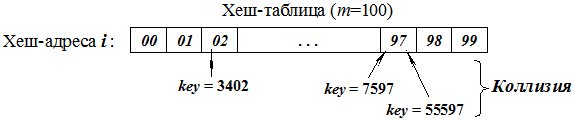 Хеш-таблица (m=100)
Хеш-адреса i: 00 01 02 . . . 97 98 99
key = 3402 key = 7597 Коллизия
key = 55597